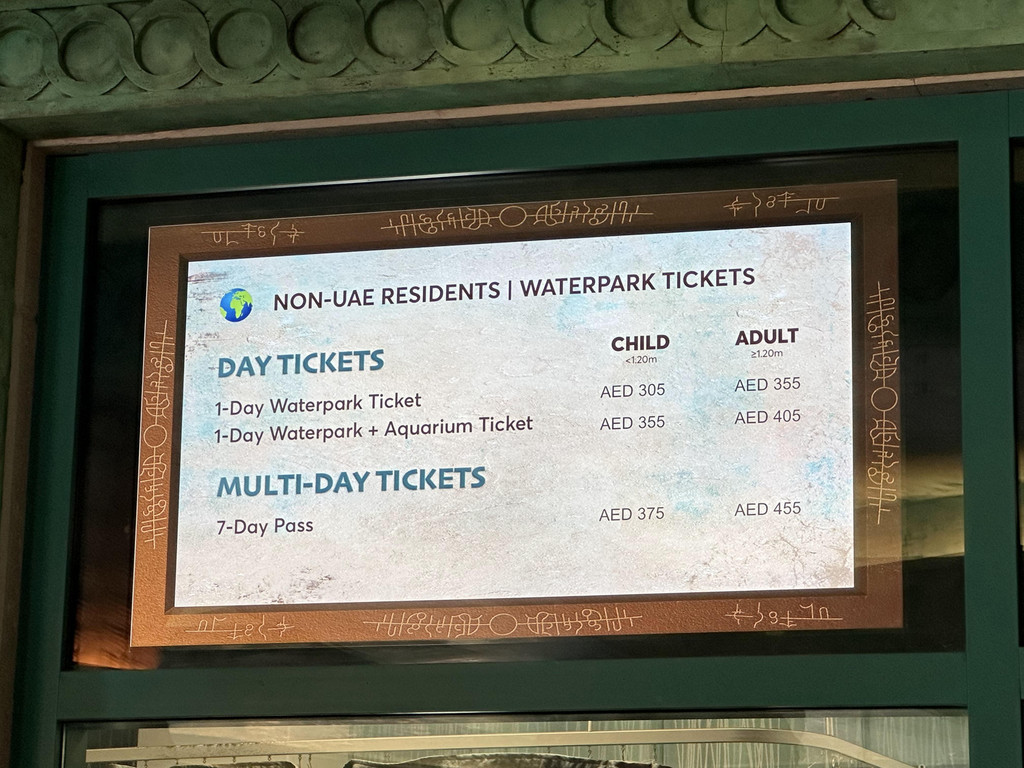 NON-UAE RESIDENTS | WATERPARK TICKETS
CHILD ADULT
<1.20m ≥1.20m
DAY TICKETS
1-Day Waterpark Ticket AED 305 AED 355
1-Day Waterpark + Aquarium Ticket AED 355 AED 405
MULTI-DAY TICKETS
7-Day Pass AED 375 AED 455